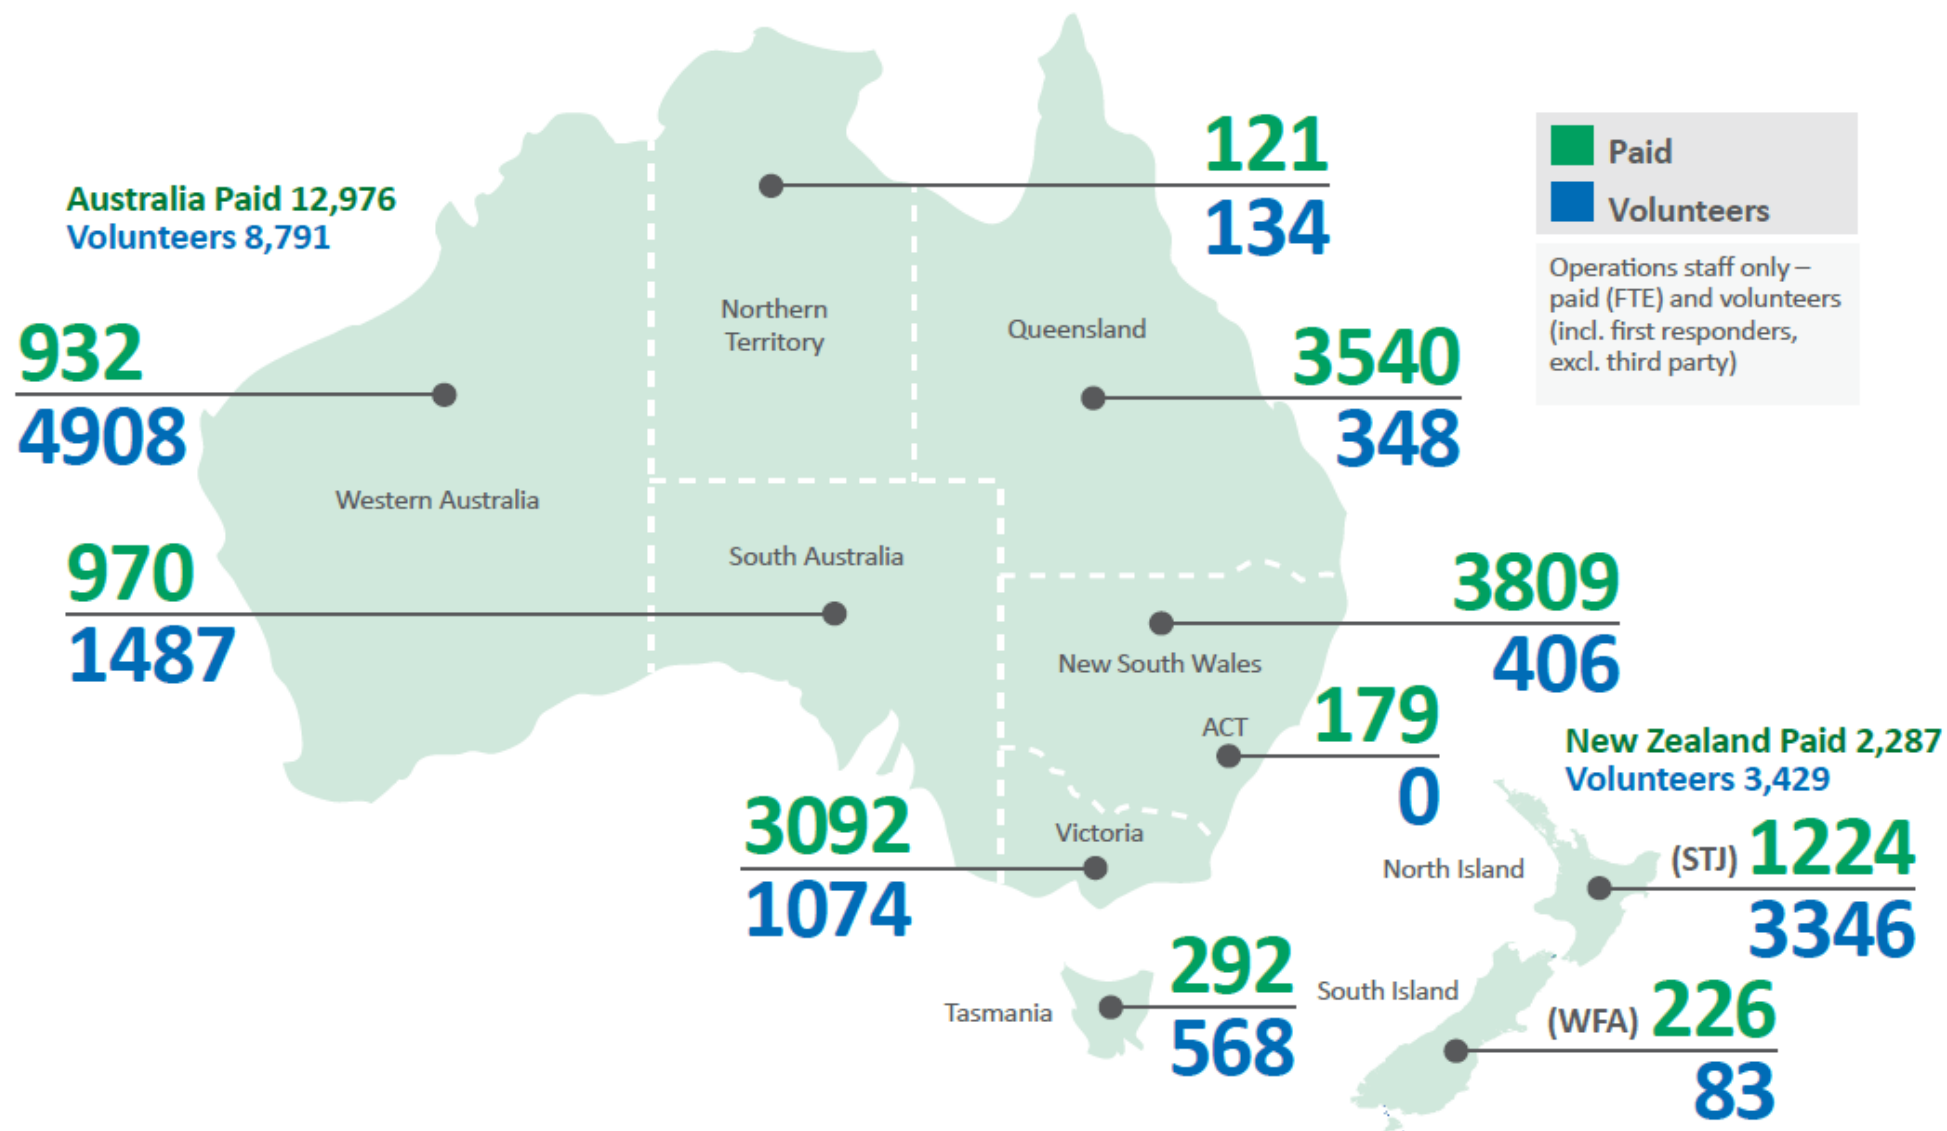 121
134
Paid
Volunteers
Australia Paid 12,976
Volunteers 8,791
Operations staff only –
paid (FTE) and volunteers
(incl. first responders,
excl. third party)
Northern
Territory
Queensland
932
4908
3540
348
Western Australia
South Australia
970
1487
3809
406
New South Wales
ACT
179
0
New Zealand Paid 2,287
Volunteers 3,429
3092
1074
Victoria
North Island
(STJ) 1224
3346
Tasmania
292
568
South Island
(WFA) 226
83